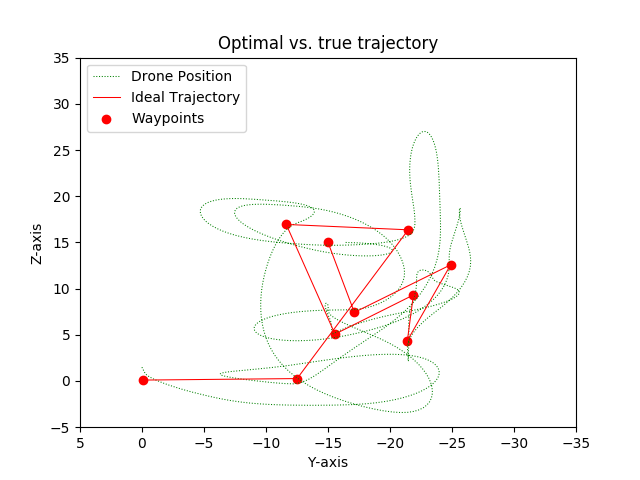 Optimal vs. true trajectory
Drone Position
Ideal Trajectory
Waypoints
35
30
25
20
15
10
5
0
−5
Z-axis
5 0 −5 −10 −15 −20 −25 −30 −35
Y-axis